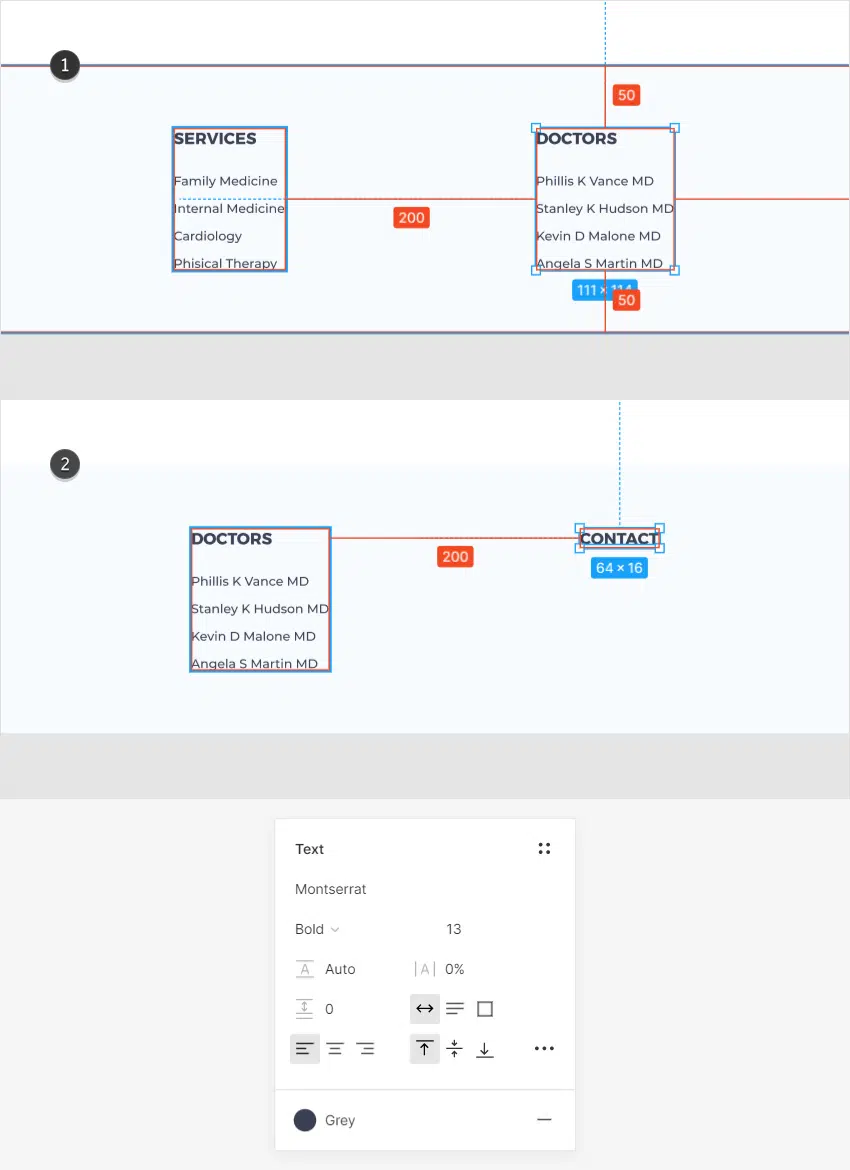 1
50
SERVICES
DOCTORS
Family Medicine
Phillis K Vance MD
Internal Medicine
Stanley K Hudson MD
200
Cardiology
Kevin D Malone MD
Phisical Therapy
Angela S Martin MD
111 × 114
50
2
DOCTORS
CONTACT
200
64 × 16
Phillis K Vance MD
Stanley K Hudson MD
Kevin D Malone MD
Angela S Martin MD
Text
Montserrat
Bold 13
A Auto |A| 0%
0
Grey